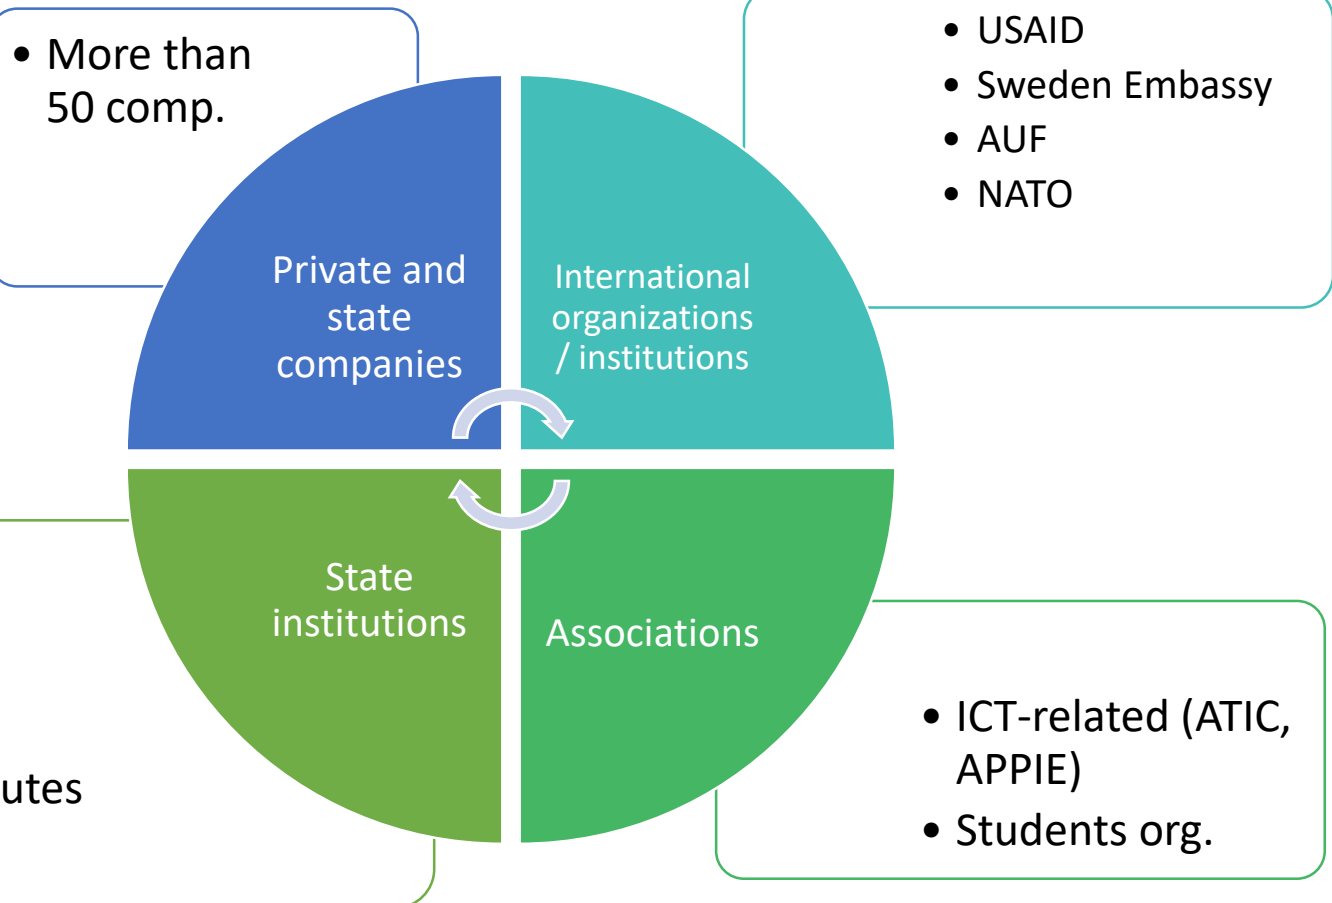 • More than
50 comp.
• USAID
• Sweden Embassy
• AUF
• NATO
Private and
state
companies
International
organizations
/ institutions
State
institutions
Associations
utes
• ICT-related (ATIC,
APPIE)
• Students org.